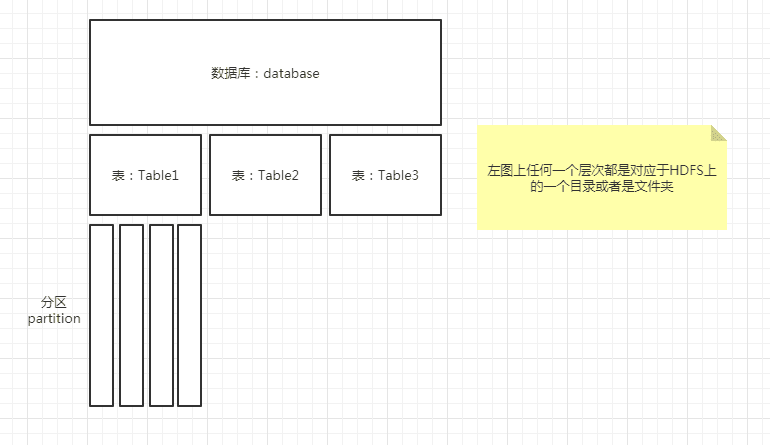 数据库：database
表：Table1
表：Table2
表：Table3
左图上任何一个层次都是对应于HDFS上
的一个目录或者是文件夹
分区
partition